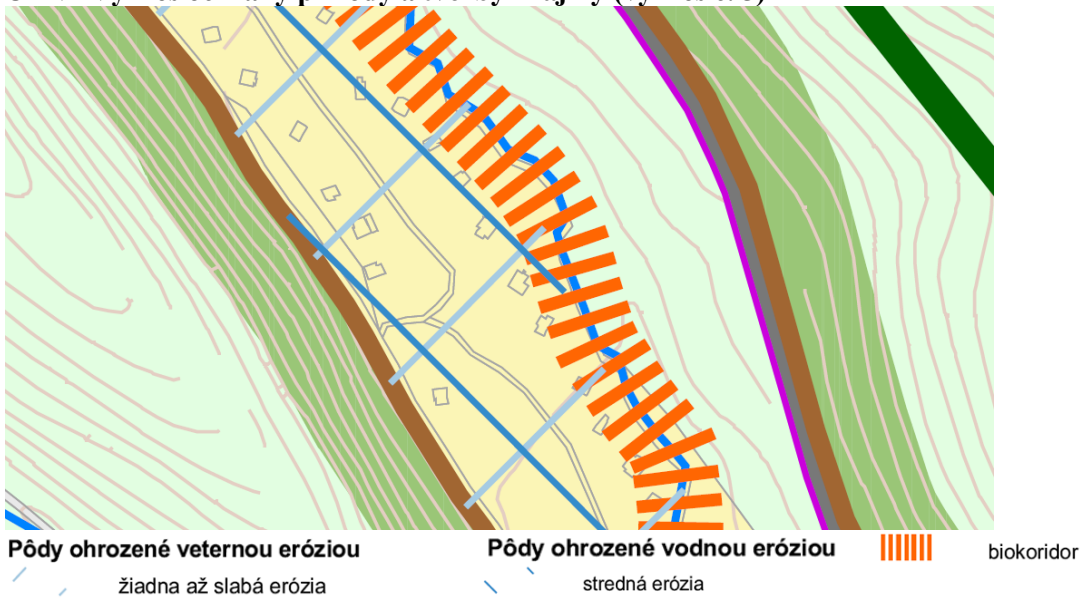 Pôdy ohrozené veternou eróziou
žiadna až slabá erózia
Pôdy ohrozené vodnou eróziou
stredná erózia
biokoridor